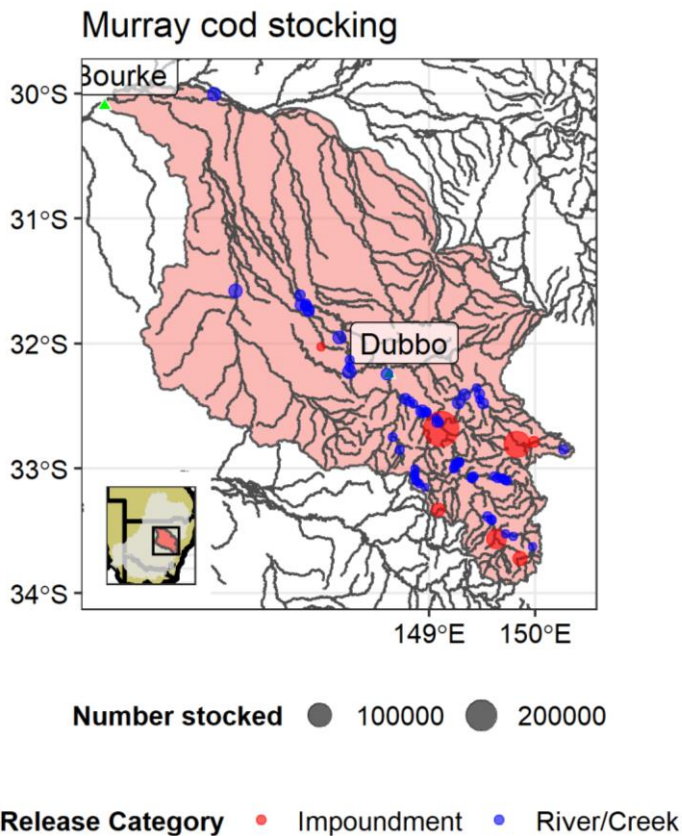 Murray cod stocking
Bourke
30°S
31°S
32°S
Dubbo
33°S
34°S
149°E 150°E
Number stocked 100000 200000
Release Category Impoundment River/Creek